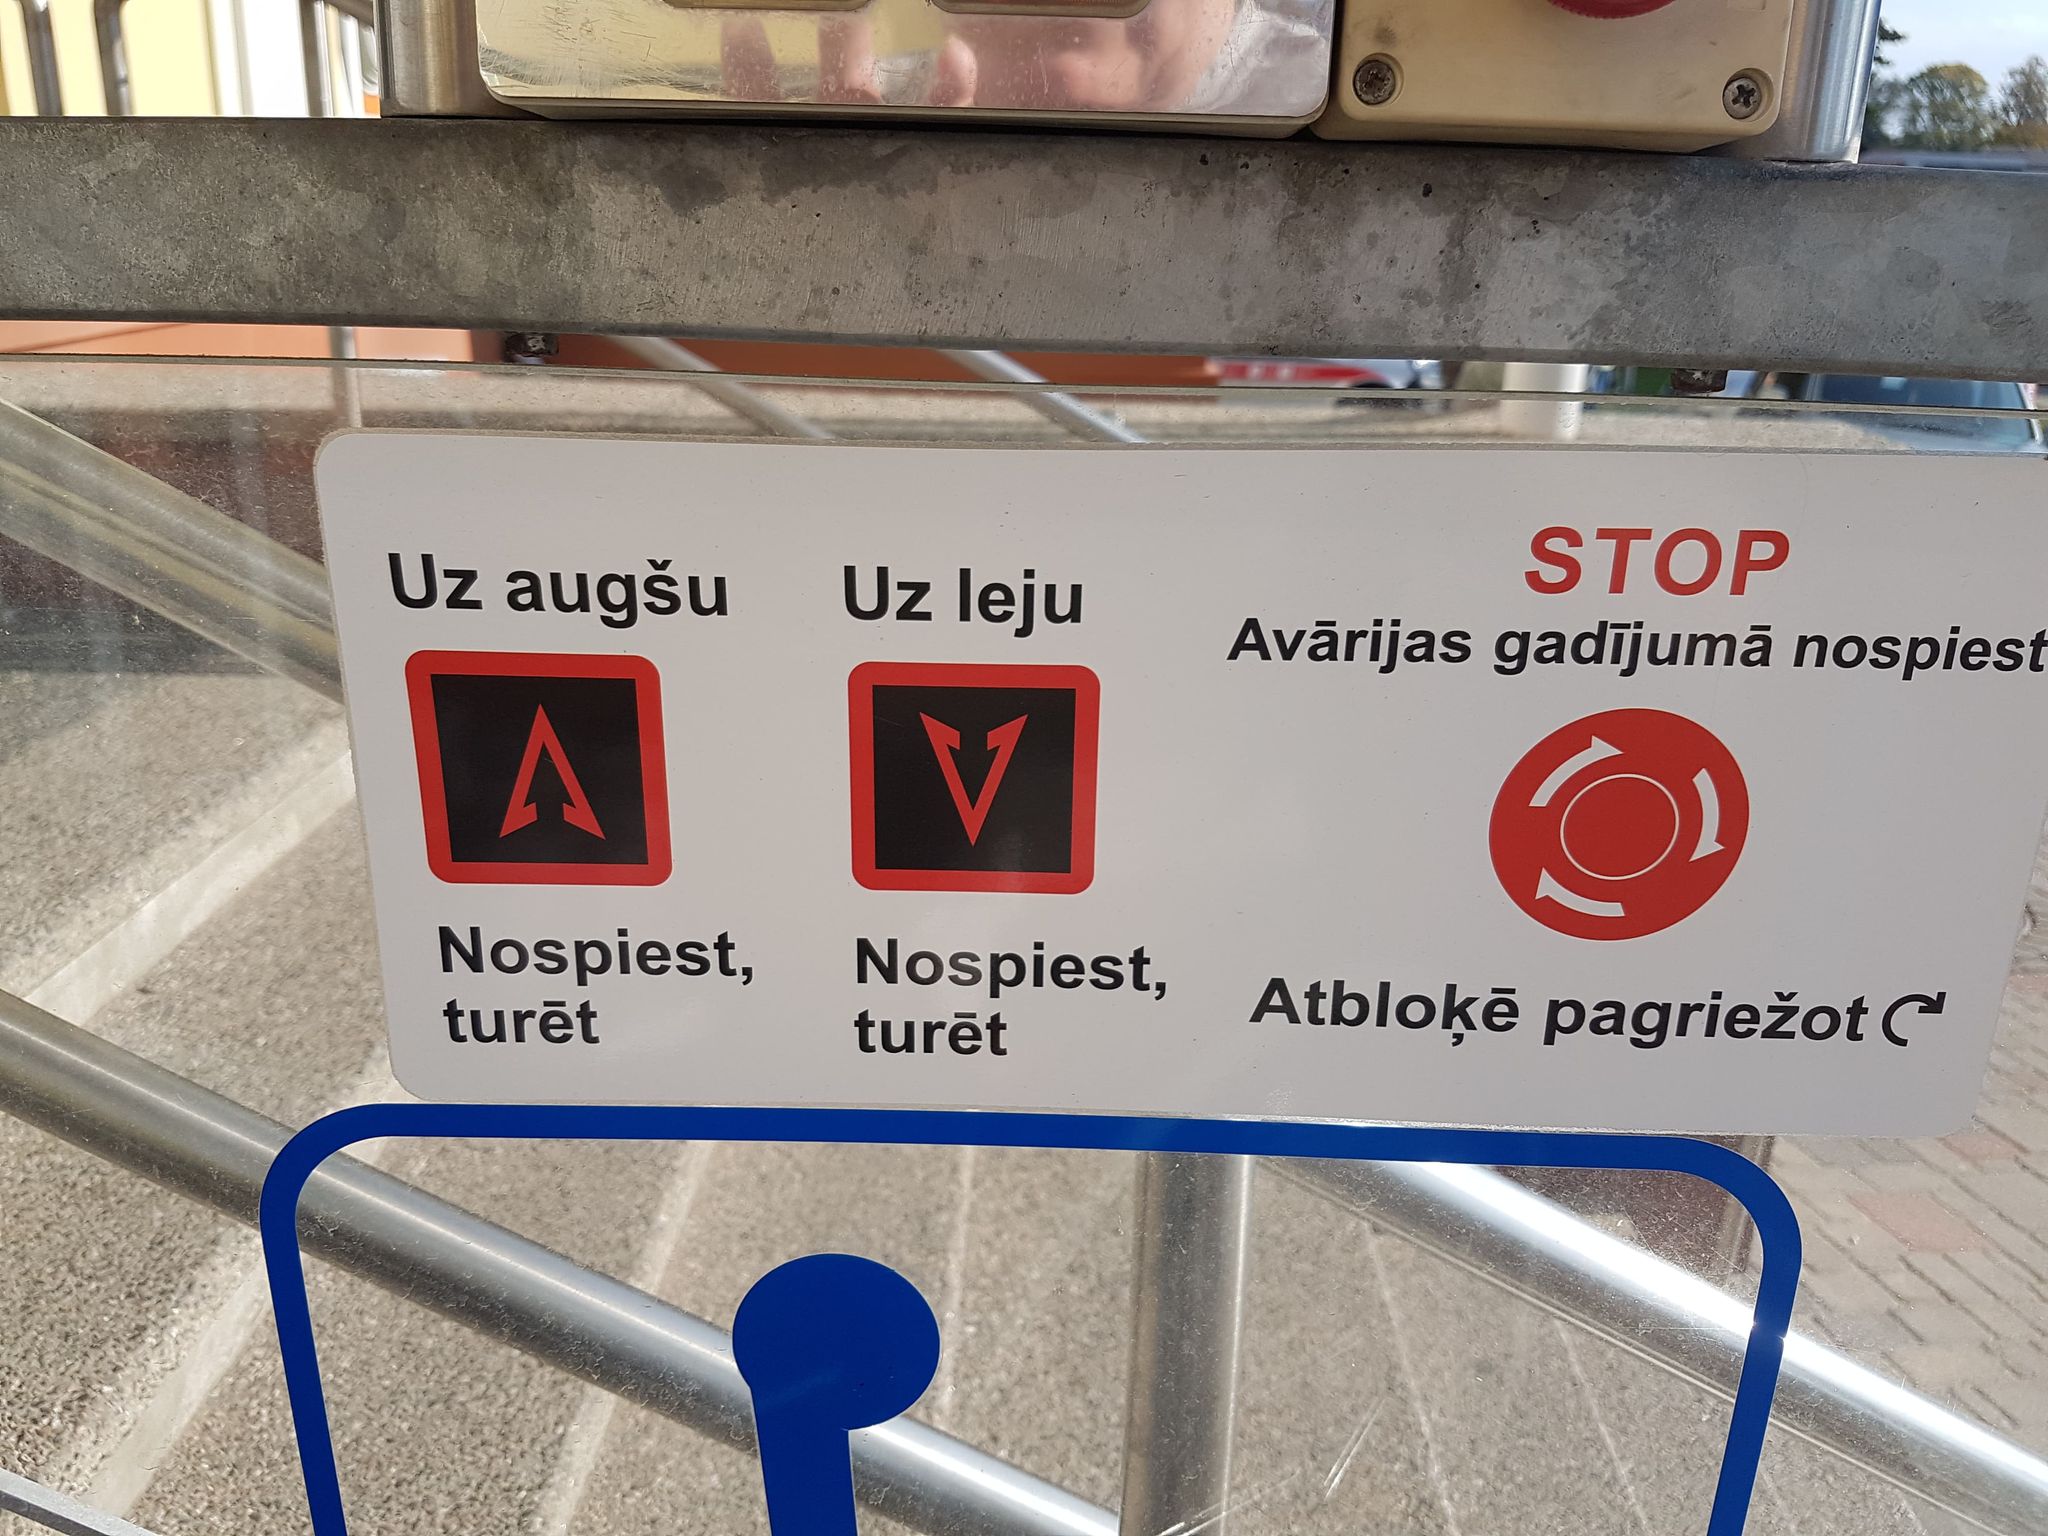 Uz augšu
Uz leju
STOP
Avārijas gadījumā nospiest
Nospiest,
turēt
Nospiest,
turēt
Atbloķē pagriežot